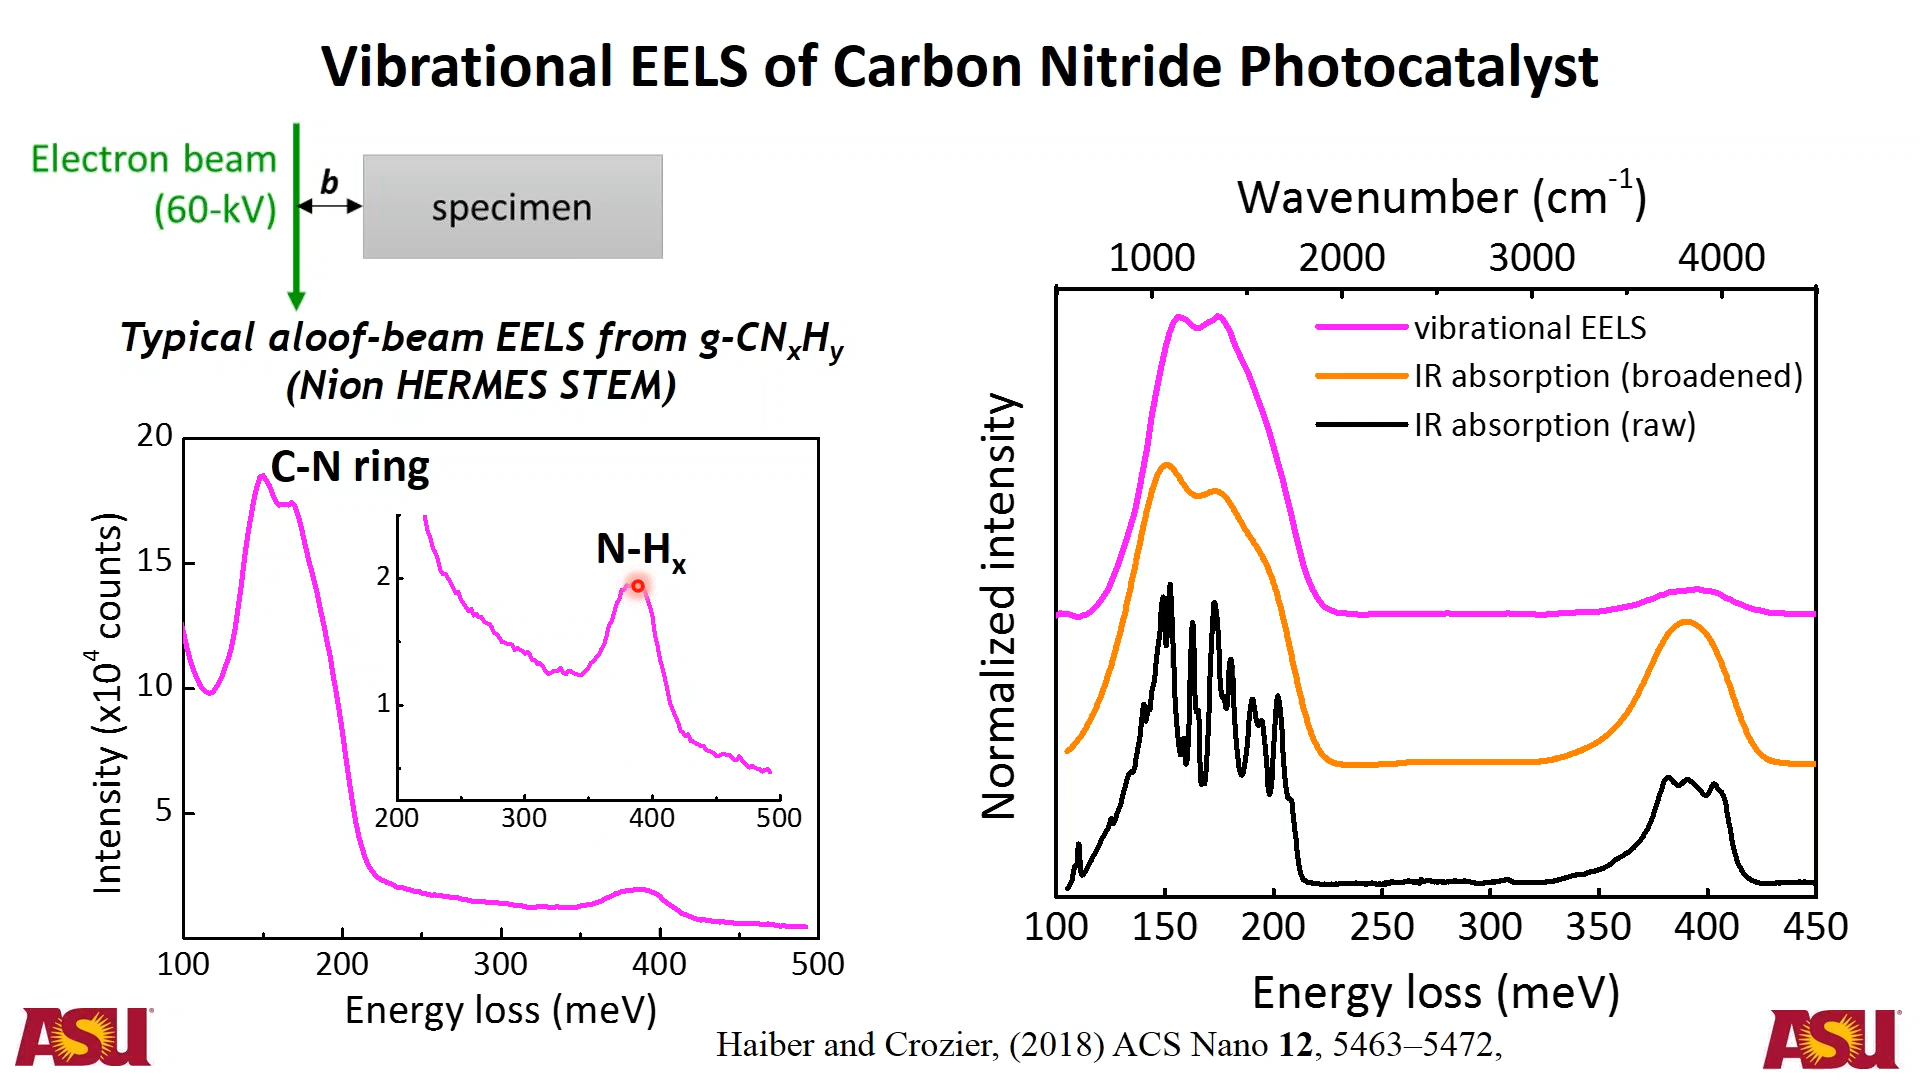 Vibrational EELS of Carbon Nitride Photocatalyst
Electron beam
(60-kV)
b
specimen
Typical aloof-beam EELS from g-CNxHy
(Nion HERMES STEM)
20
15
10
5
Intensity (x10⁴ counts)
C-N ring
N-Hx
2
1
200 300 400 500
100 200 300 400 500
Energy loss (meV)
Wavenumber (cm⁻¹)
1000 2000 3000 4000
vibrational EELS
IR absorption (broadened)
IR absorption (raw)
Normalized intensity
100 150 200 250 300 350 400 450
Energy loss (meV)
Haiber and Crozier, (2018) ACS Nano 12, 5463–5472,
ASU
ASU